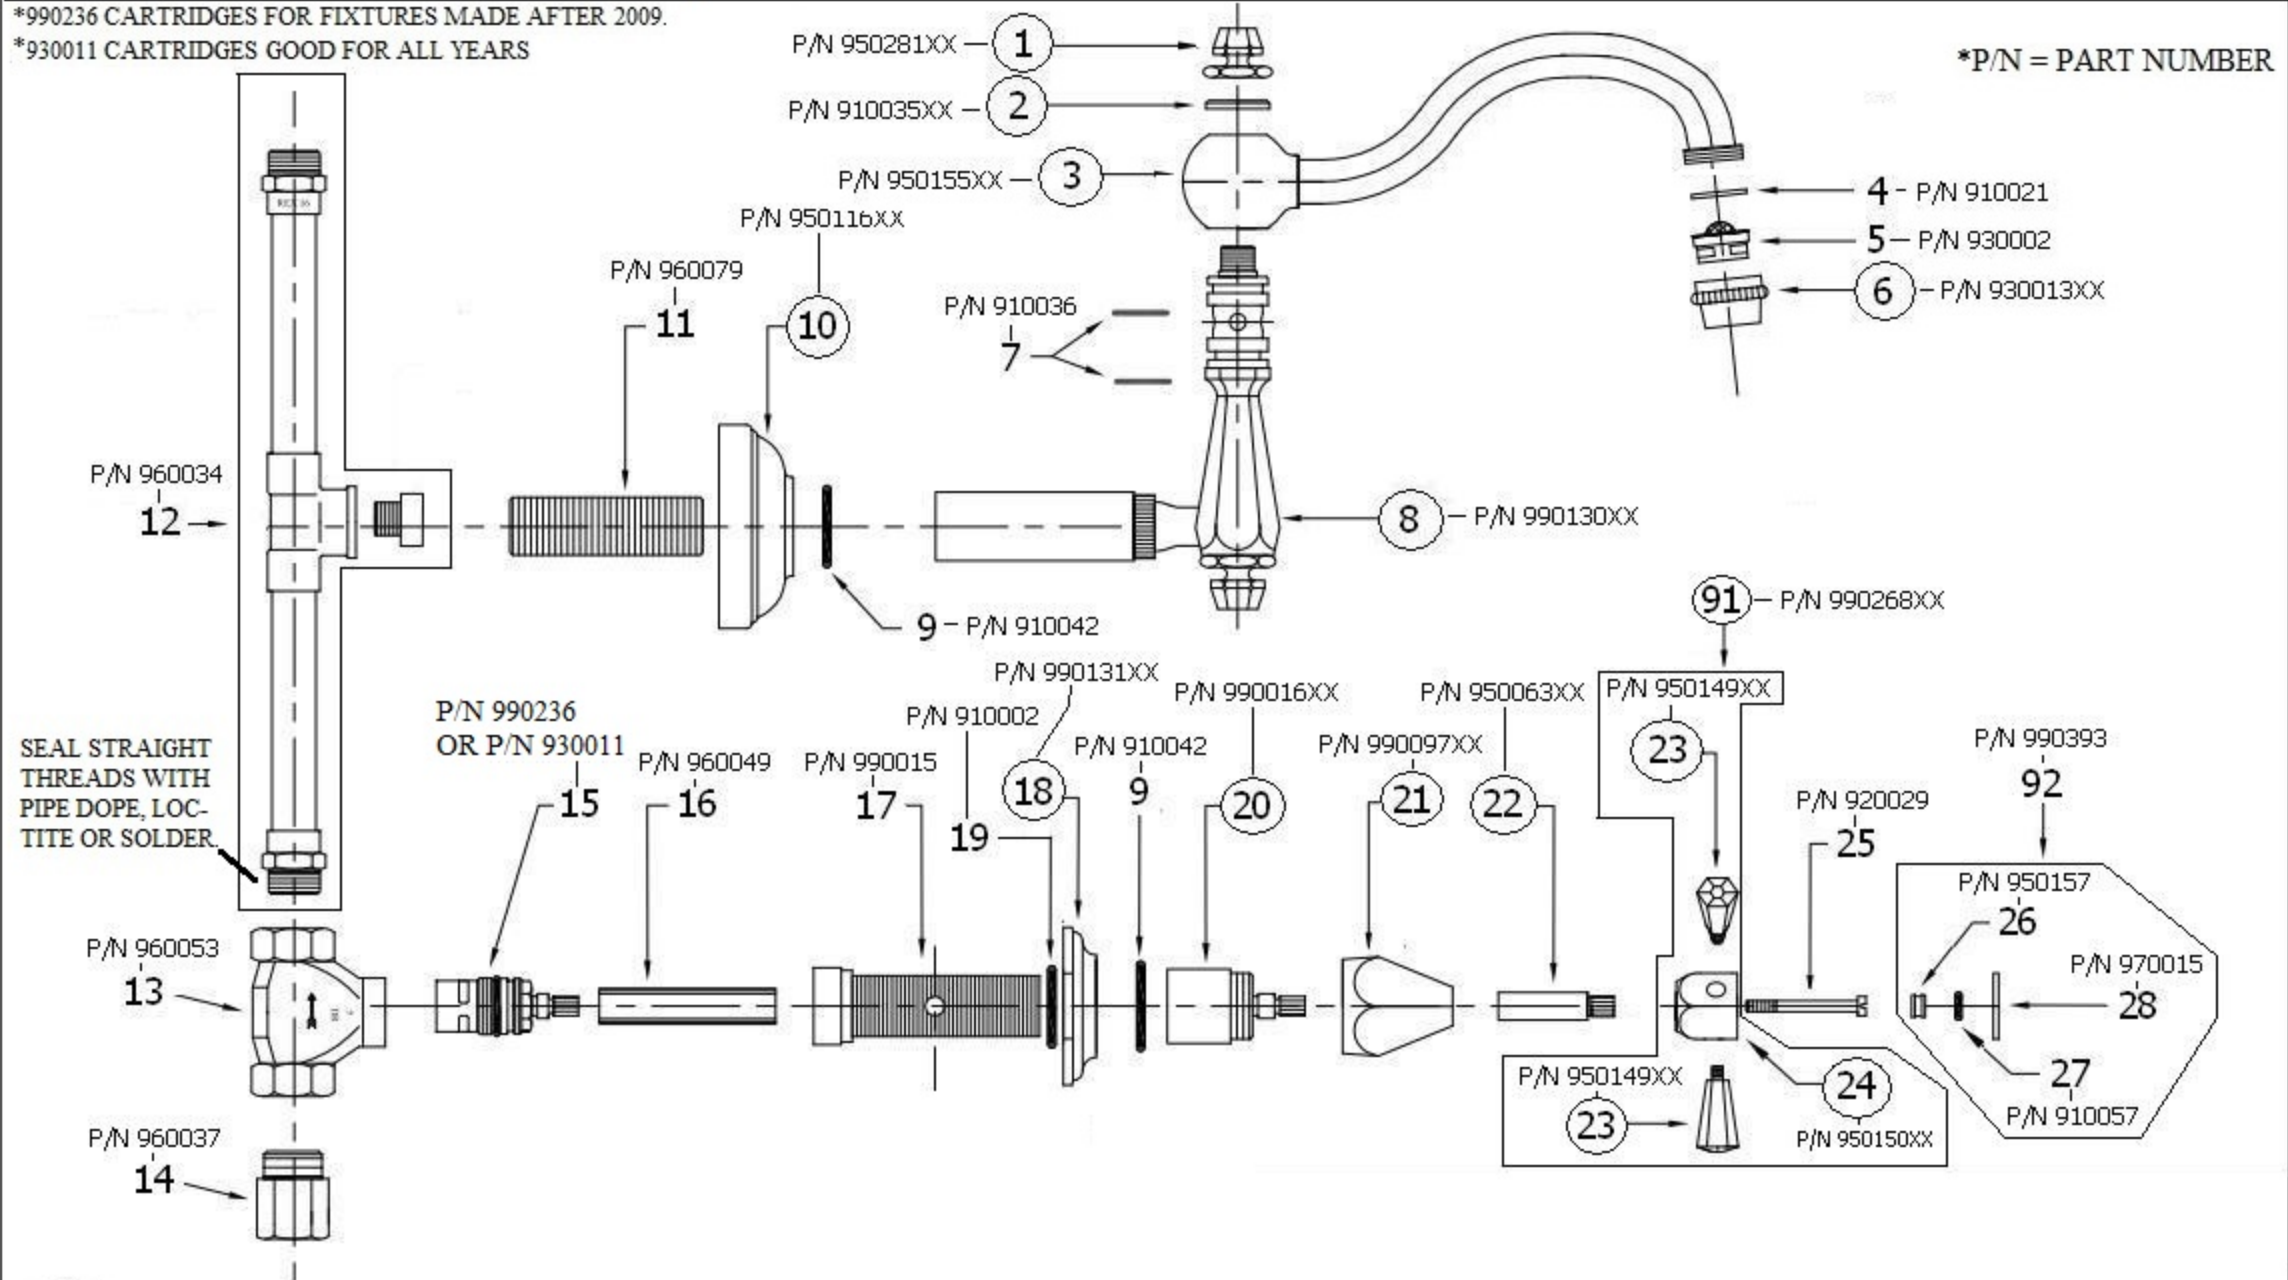 *990236 CARTRIDGES FOR FIXTURES MADE AFTER 2009.
*930011 CARTRIDGES GOOD FOR ALL YEARS
*P/N = PART NUMBER
P/N 950281XX
1
P/N 910035XX
2
P/N 950155XX
3
4
P/N 910021
5
P/N 930002
6
P/N 930013XX
P/N 910036
7
8
P/N 990130XX
P/N 950116XX
10
P/N 960079
11
9
P/N 910042
P/N 960034
12
SEAL STRAIGHT
THREADS WITH
PIPE DOPE, LOC-
TITE OR SOLDER.
P/N 960053
13
P/N 960037
14
P/N 990236
OR P/N 930011
15
P/N 960049
16
P/N 990015
17
P/N 910002
19
P/N 990131XX
18
P/N 910042
9
P/N 990016XX
20
P/N 990097XX
21
P/N 950063XX
22
91
P/N 990268XX
P/N 950149XX
23
P/N 920029
25
P/N 950149XX
23
24
P/N 950150XX
P/N 990393
92
P/N 950157
26
P/N 970015
28
27
P/N 910057